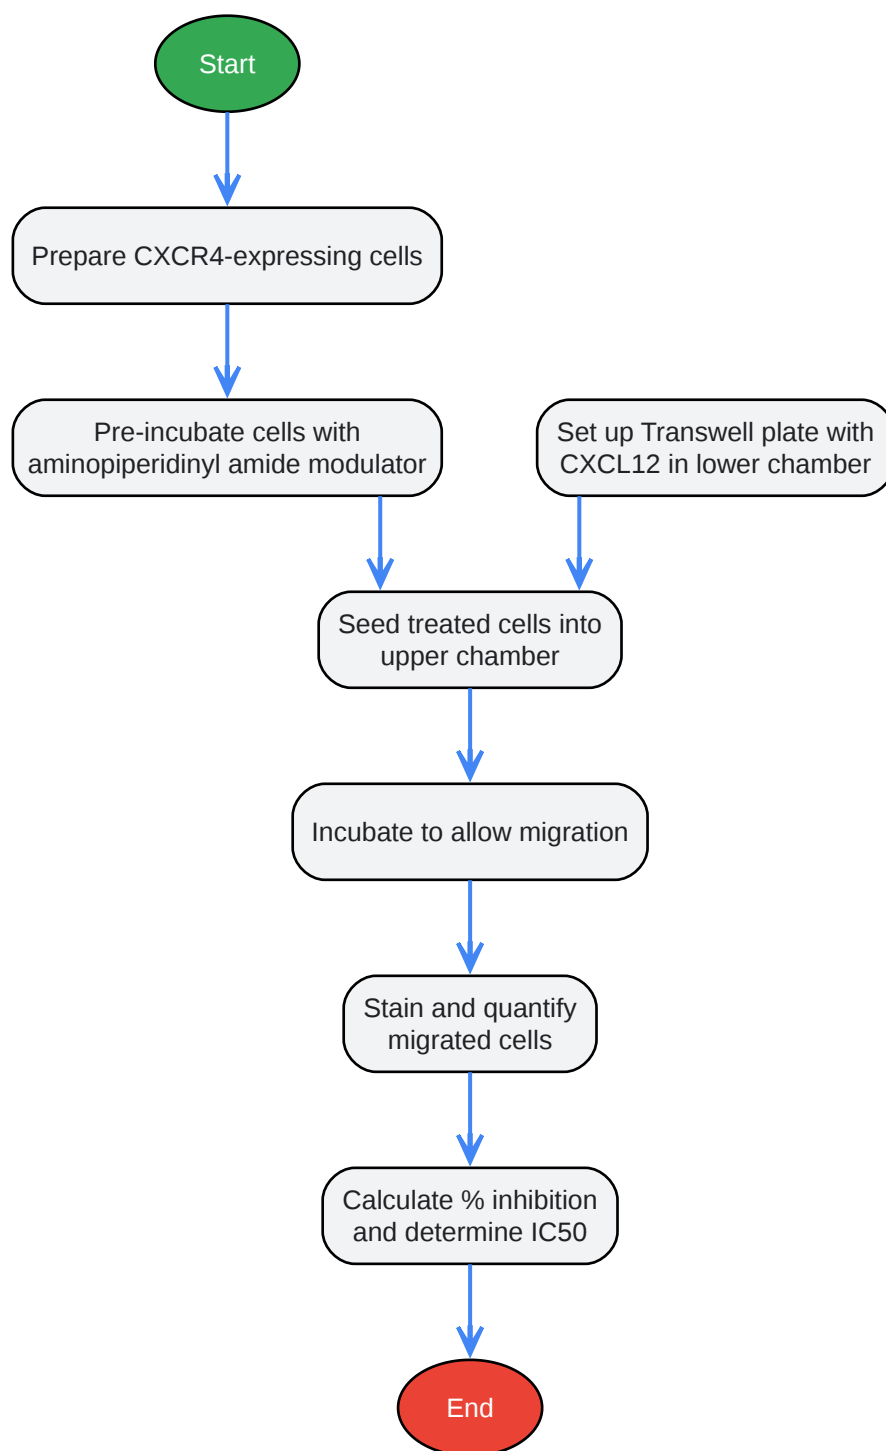 Start
Prepare CXCR4-expressing cells
Pre-incubate cells with
aminopiperidinyl amide modulator
Set up Transwell plate with
CXCL12 in lower chamber
Seed treated cells into
upper chamber
Incubate to allow migration
Stain and quantify
migrated cells
Calculate % inhibition
and determine IC50
End